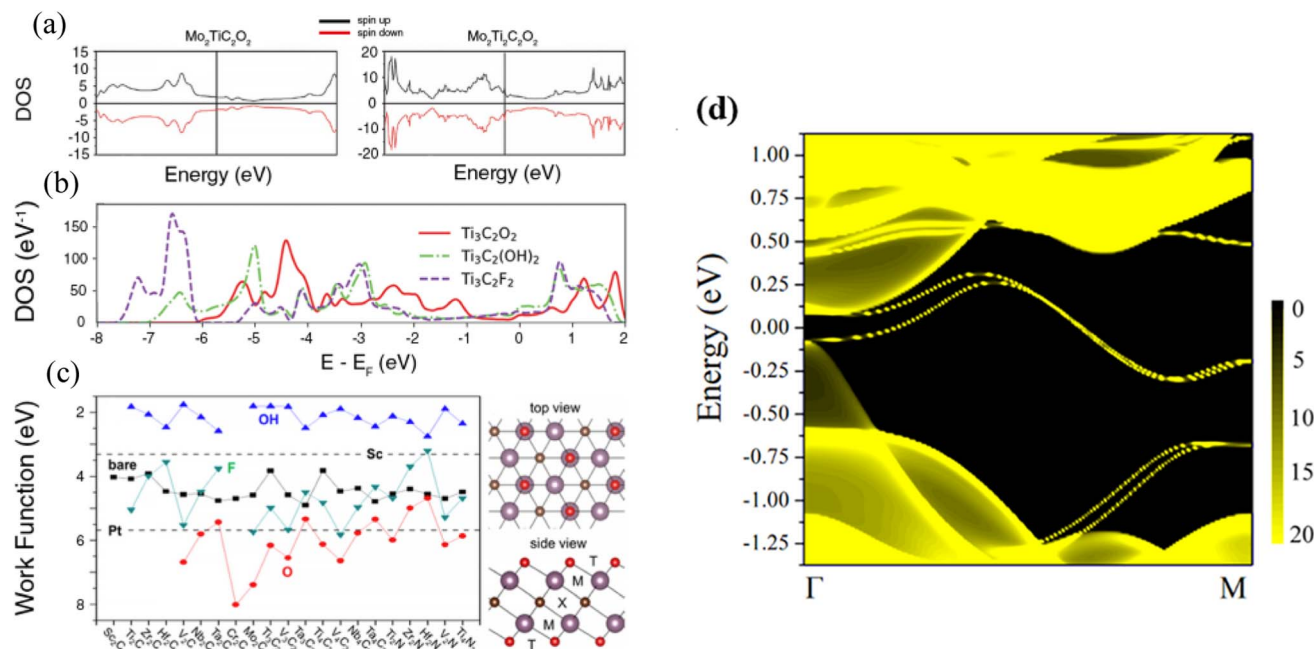 (a)
spin up
spin down
Mo2TiC2O2
Mo2Ti2C2O2
DOS
15
10
5
0
-5
-10
-15
20
10
0
-10
-20
Energy (eV)
Energy (eV)
(b)
DOS (eV-1)
150
100
50
0
Ti3C2O2
Ti3C2(OH)2
Ti3C2F2
-8 -7 -6 -5 -4 -3 -2 -1 0 1 2
E - EF (eV)
(c)
Work Function (eV)
2
4
6
8
OH
Sc
bare
F
Pt
O
top view
side view
T
M
X
M
T
(d)
Energy (eV)
1.00
0.75
0.50
0.25
0.00
-0.25
-0.50
-0.75
-1.00
-1.25
Γ M
0
5
10
15
20